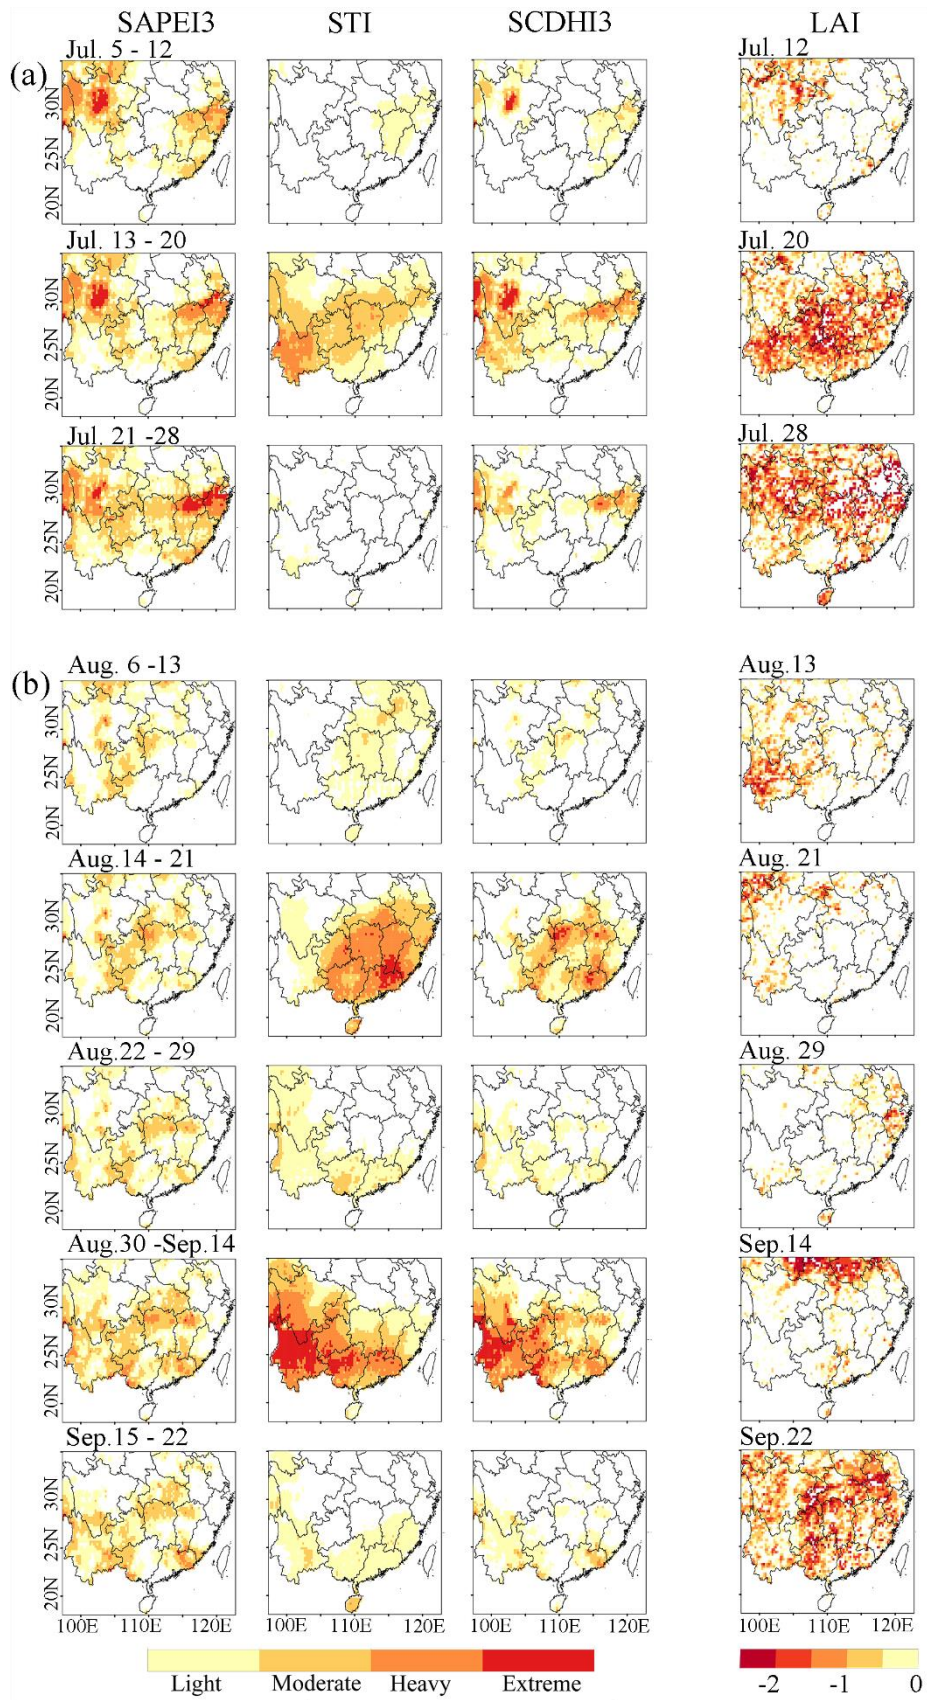 SAPEI3 STI SCDHI3 LAI
(a)
Jul. 5 - 12 Jul. 12
30N
25N
20N
Jul. 13 - 20 Jul. 20
30N
25N
20N
Jul. 21 -28 Jul. 28
30N
25N
20N
(b)
Aug. 6 -13 Aug.13
30N
25N
20N
Aug.14 - 21 Aug. 21
30N
25N
20N
Aug.22 - 29 Aug. 29
30N
25N
20N
Aug.30 -Sep.14 Sep.14
30N
25N
20N
Sep.15 - 22 Sep.22
30N
25N
20N
100E 110E 120E 100E 110E 120E 100E 110E 120E 100E 110E 120E
Light Moderate Heavy Extreme -2 -1 0